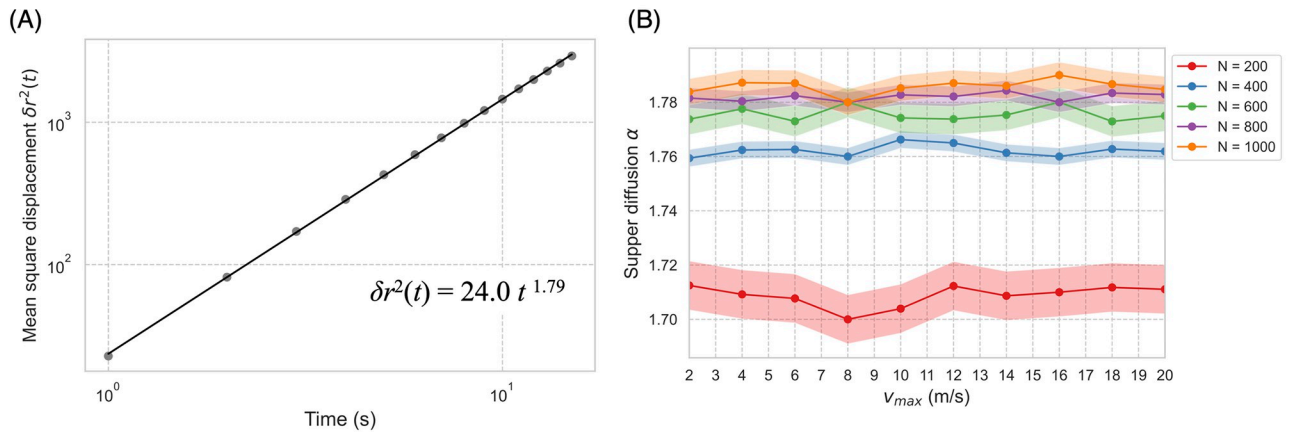 (A)
Mean square displacement δr²(t)
10³
10²
δr²(t) = 24.0 t^1.79
10⁰
10¹
Time (s)
(B)
Supper diffusion α
1.78
1.76
1.74
1.72
1.70
2 3 4 5 6 7 8 9 10 11 12 13 14 15 16 17 18 19 20
v_max (m/s)
N = 200
N = 400
N = 600
N = 800
N = 1000